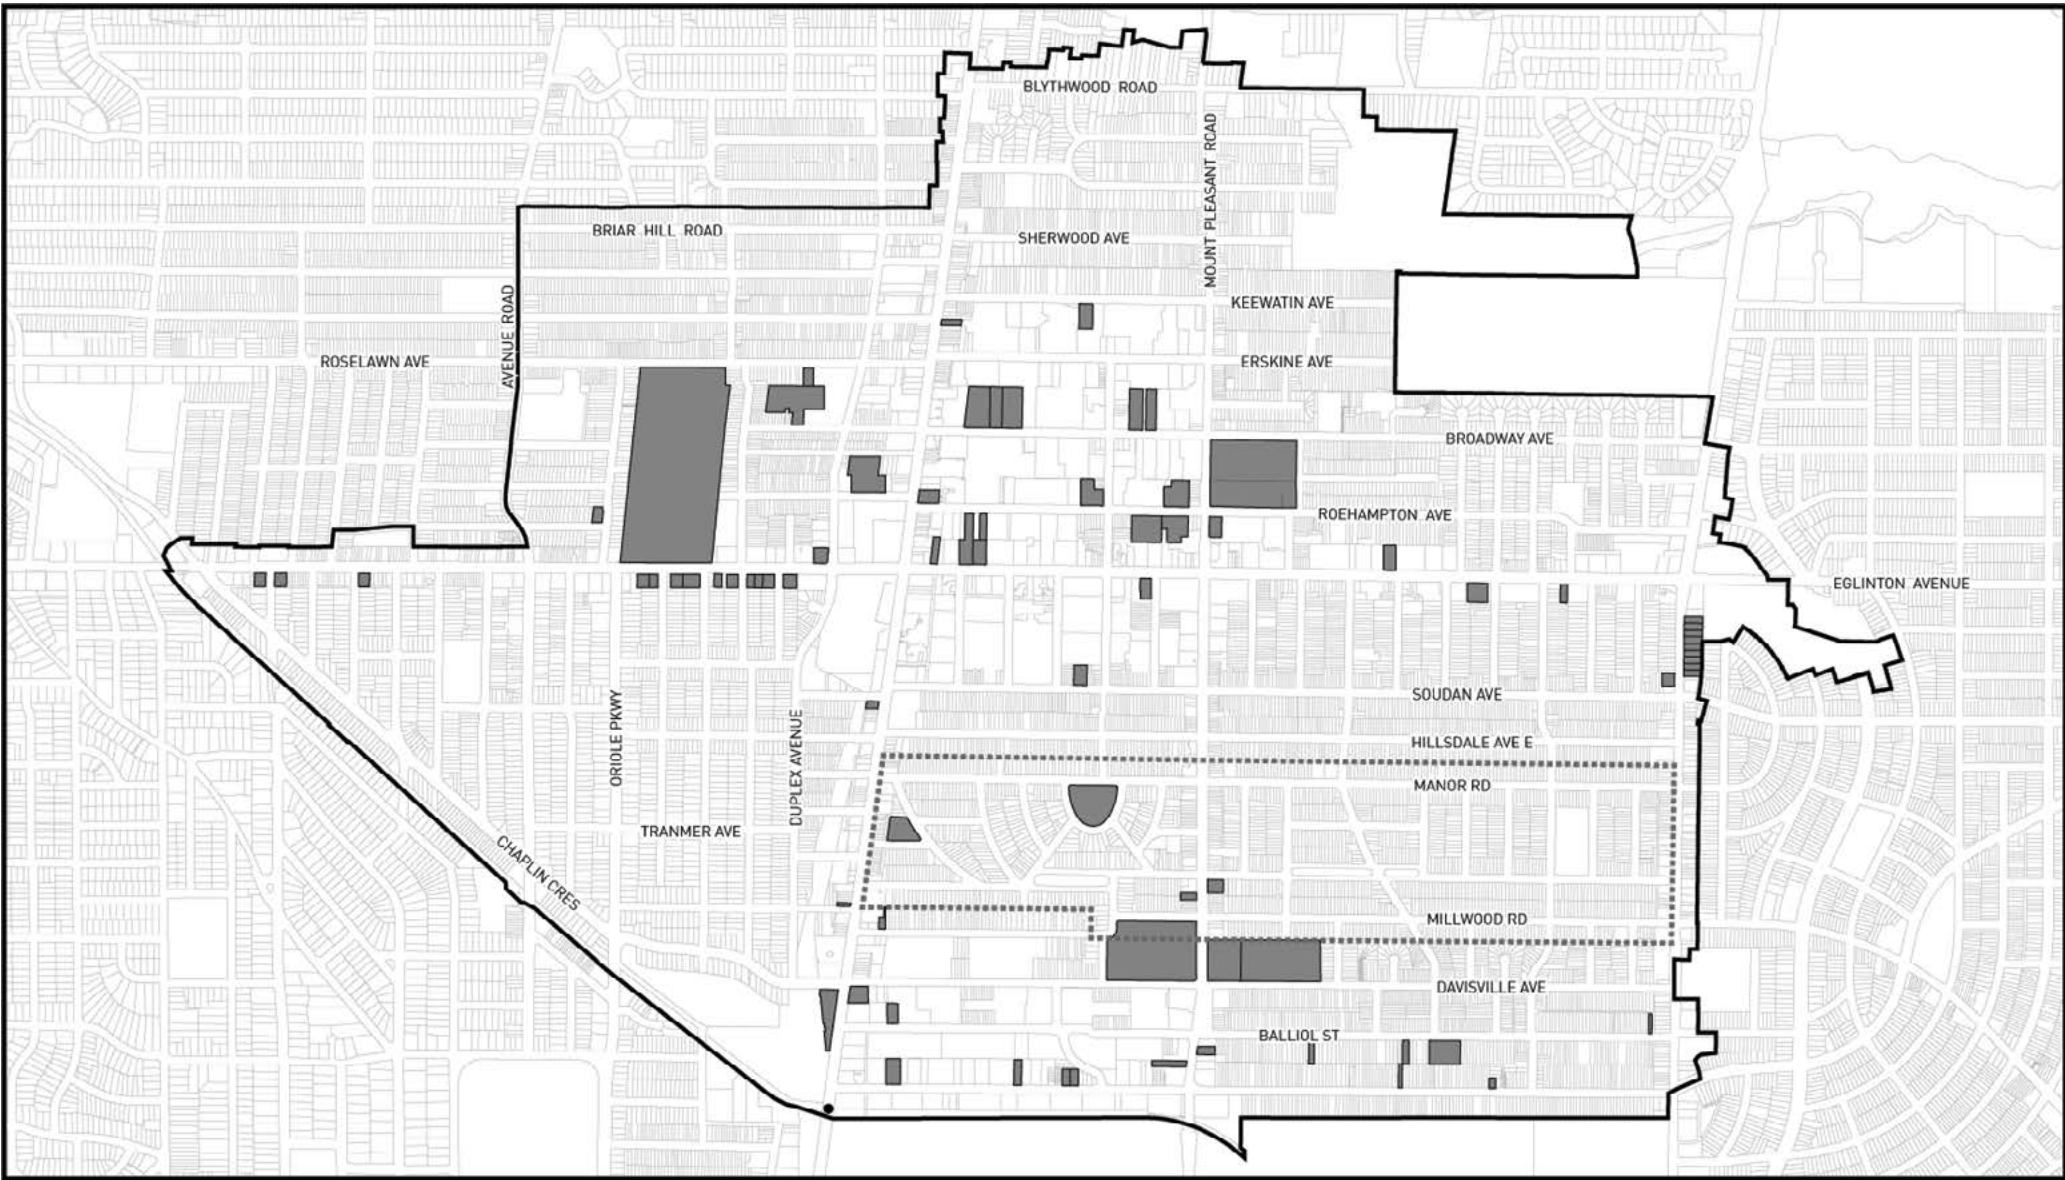 BLYTHWOOD ROAD
MOUNT PLEASANT ROAD
BRIAR HILL ROAD
SHERWOOD AVE
AVENUE ROAD
KEEWATIN AVE
ROSELAWN AVE
ERSKINE AVE
BROADWAY AVE
ROEHAMPTON AVE
EGLINTON AVENUE
ORIOLE PKWY
DUPLEX AVENUE
SOUDAN AVE
HILLSDALE AVE E
MANOR RD
TRANMER AVE
CHAPLIN CRES
MILLWOOD RD
DAVISVILLE AVE
BALLIOL ST